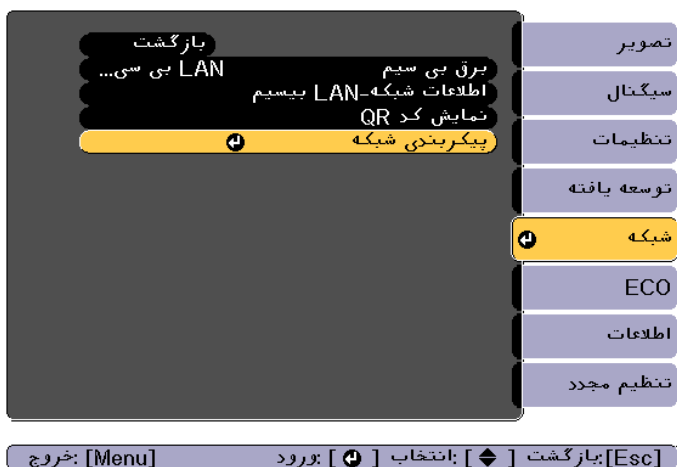 بازگشت
برق بی سیم LAN بی سی...
اطلاعات شبکه-LAN بیسیم
نمایش کد QR
پیکربندی شبکه
تصویر
سیگنال
تنظیمات
توسعه یافته
شبکه
ECO
اطلاعات
تنظیم مجدد
[Esc]:بازگشت [ ]:انتخاب [ ]:ورود [Menu]:خروج